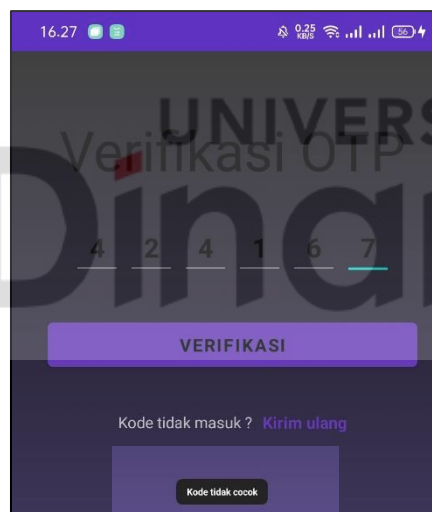 16.27 0.25 KB/S 56
UNIVERS
Verifikasi OTP
Dina
4 2 4 1 6 7
VERIFIKASI
Kode tidak masuk ? Kirim ulang
Kode tidak cocok